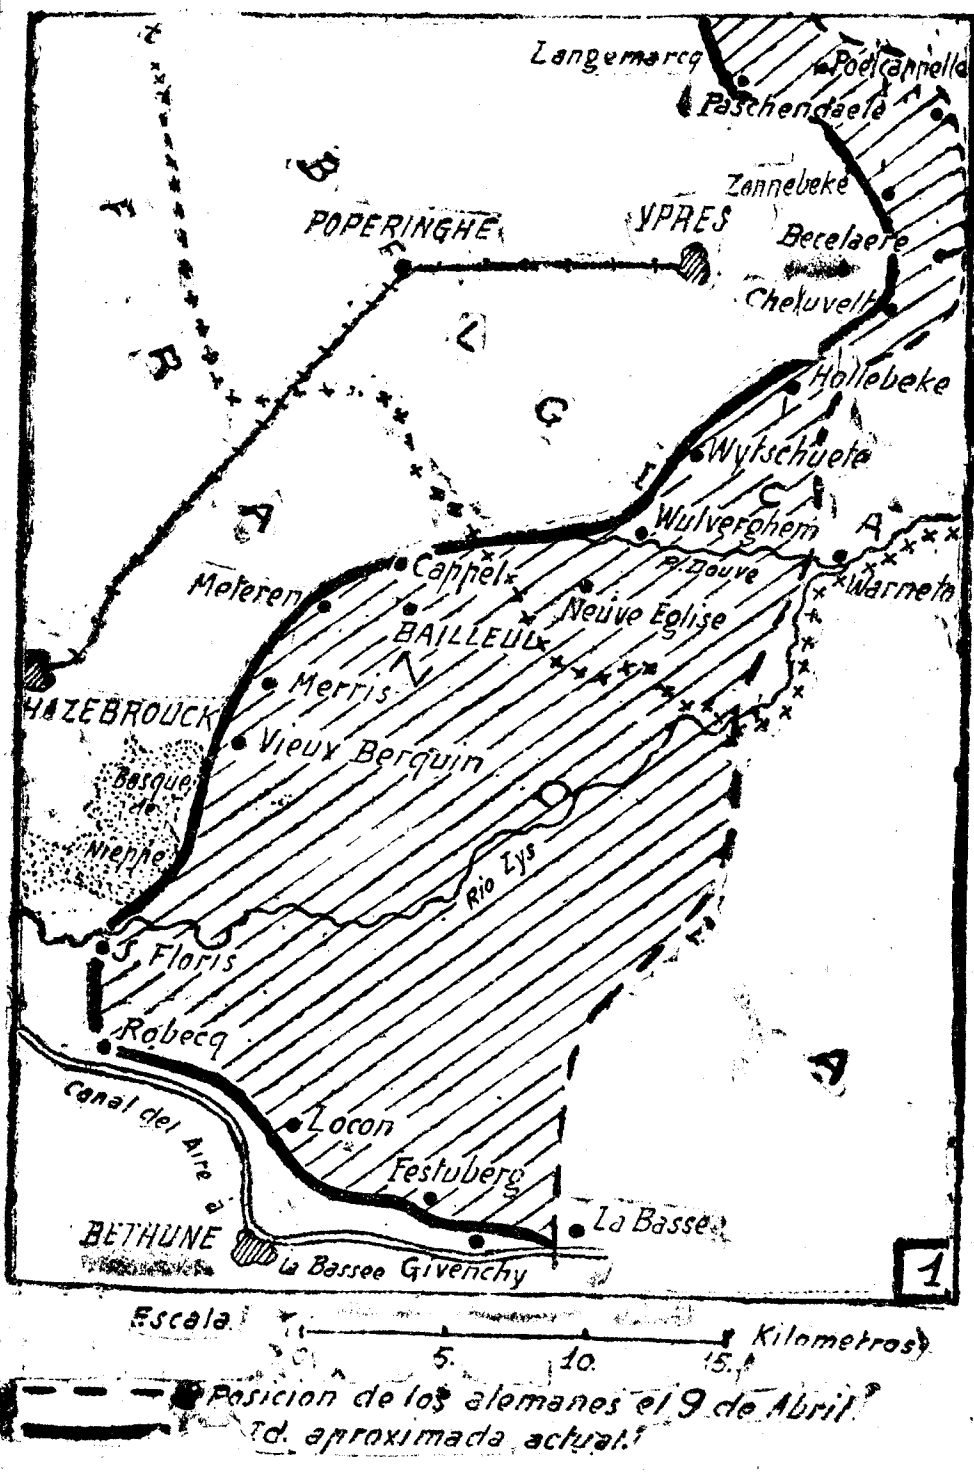 Langemarcq
Poelcappelle
Paschendaele
Zonnebeke
B
F
POPERINGHE
YPRES
Becelaere
E
Cheluvelt
L
R
Hollebeke
G
Wytschuete
I
C
A
Wulverghem
A
R. Douve
Warneton
Cappel
Meteren
Neuve Eglise
BAILLEUL
N
Merris
HAZEBROUCK
Vieux Berquin
Bosque
de
Nieppe
Rio Lys
S. Floris
Robecq
A
Canal del Aire á
Locon
Festuberg
La Bassee
BETHUNE
la Bassee
Givenchy
1
Escala
0 5. 10. 15. Kilometros
Posicion de los alemanes el 9 de Abril.
Id. aproximada actual.